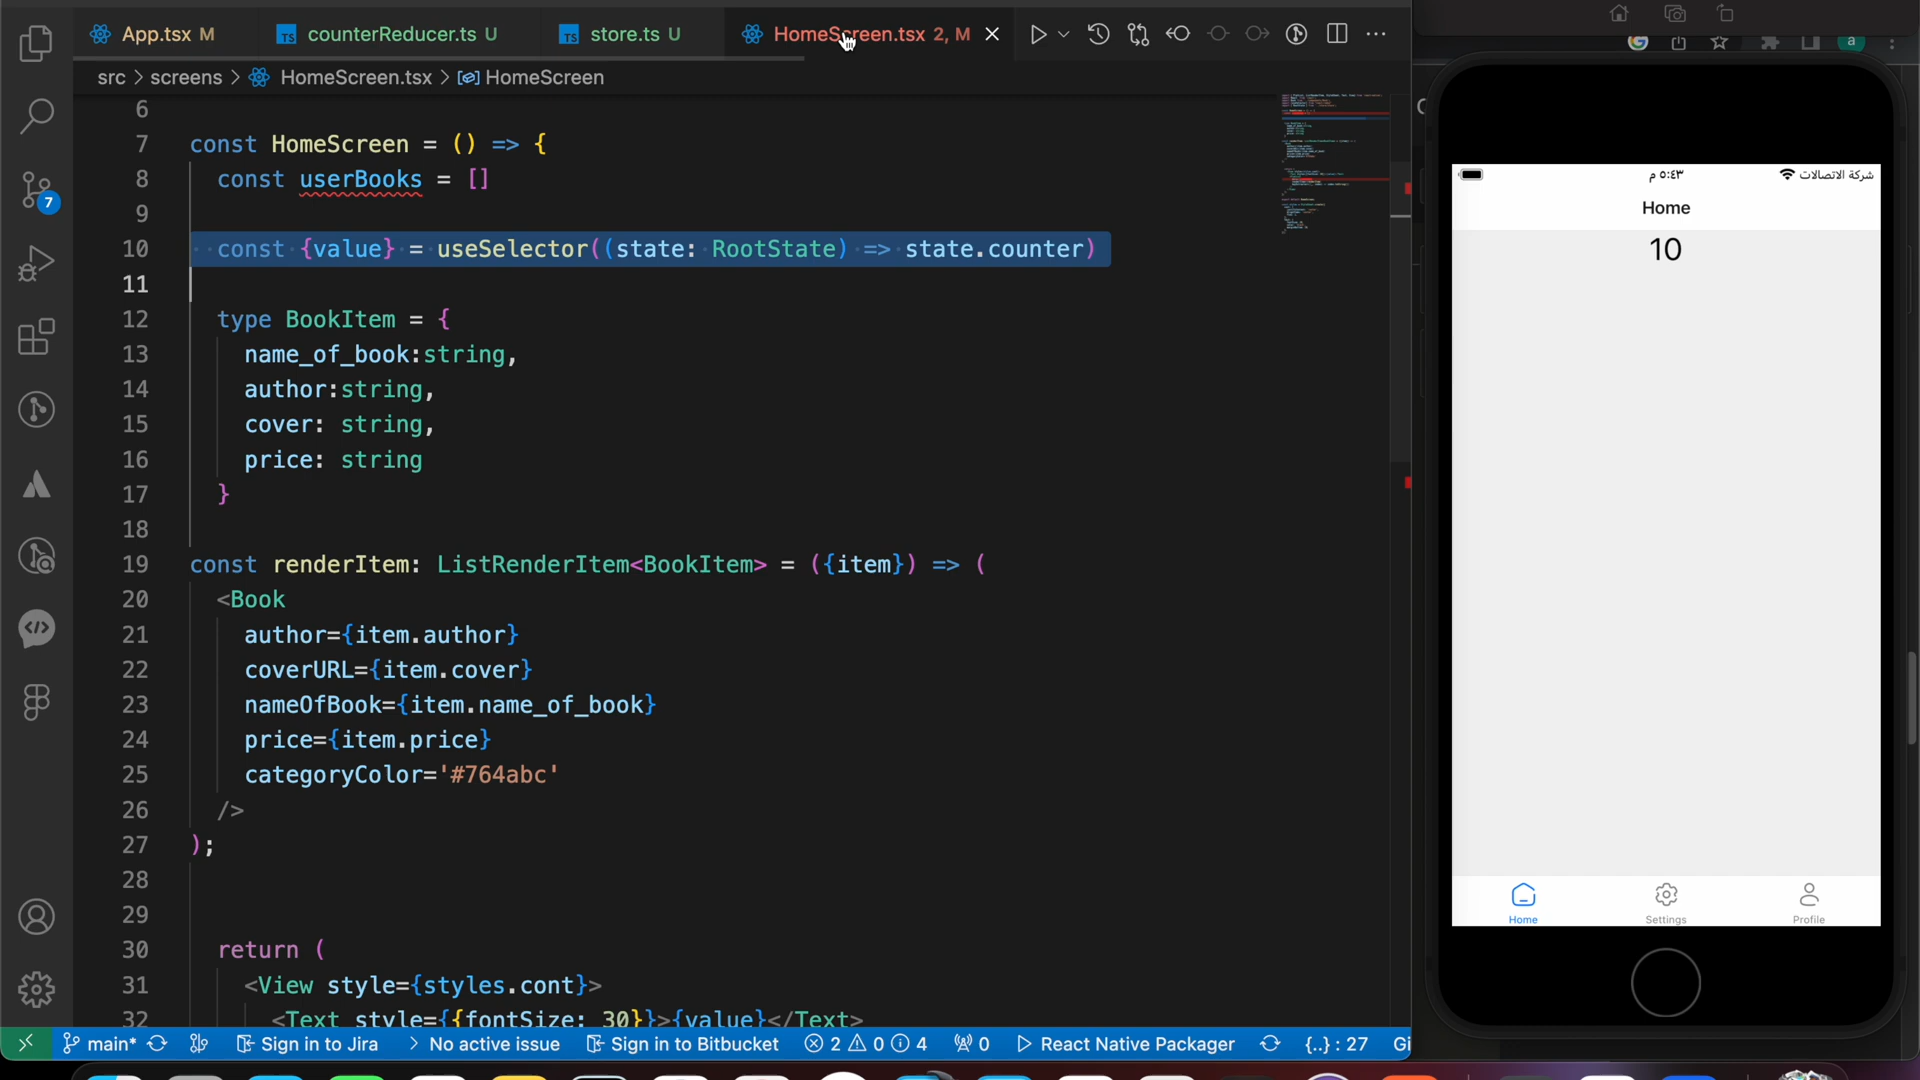 App.tsx M
counterReducer.ts U
store.ts U
HomeScreen.tsx 2, M
src > screens > HomeScreen.tsx > HomeScreen
6
7 const HomeScreen = () => {
8 const userBooks = []
9
10 const {value} = useSelector((state: RootState) => state.counter)
11
12 type BookItem = {
13 name_of_book:string,
14 author:string,
15 cover: string,
16 price: string
17 }
18
19 const renderItem: ListRenderItem<BookItem> = ({item}) => (
20 <Book
21 author={item.author}
22 coverURL={item.cover}
23 nameOfBook={item.name_of_book}
24 price={item.price}
25 categoryColor='#764abc'
26 />
27 );
28
29
30 return (
31 <View style={styles.cont}>
32 <Text style={{fontSize: 30}}>{value}</Text>
7
main* Sign in to Jira > No active issue Sign in to Bitbucket 2 0 4 0 React Native Packager {..} : 27 Gi
a
شركة الاتصالات
٥:٤٣ م
Home
10
Home
Settings
Profile